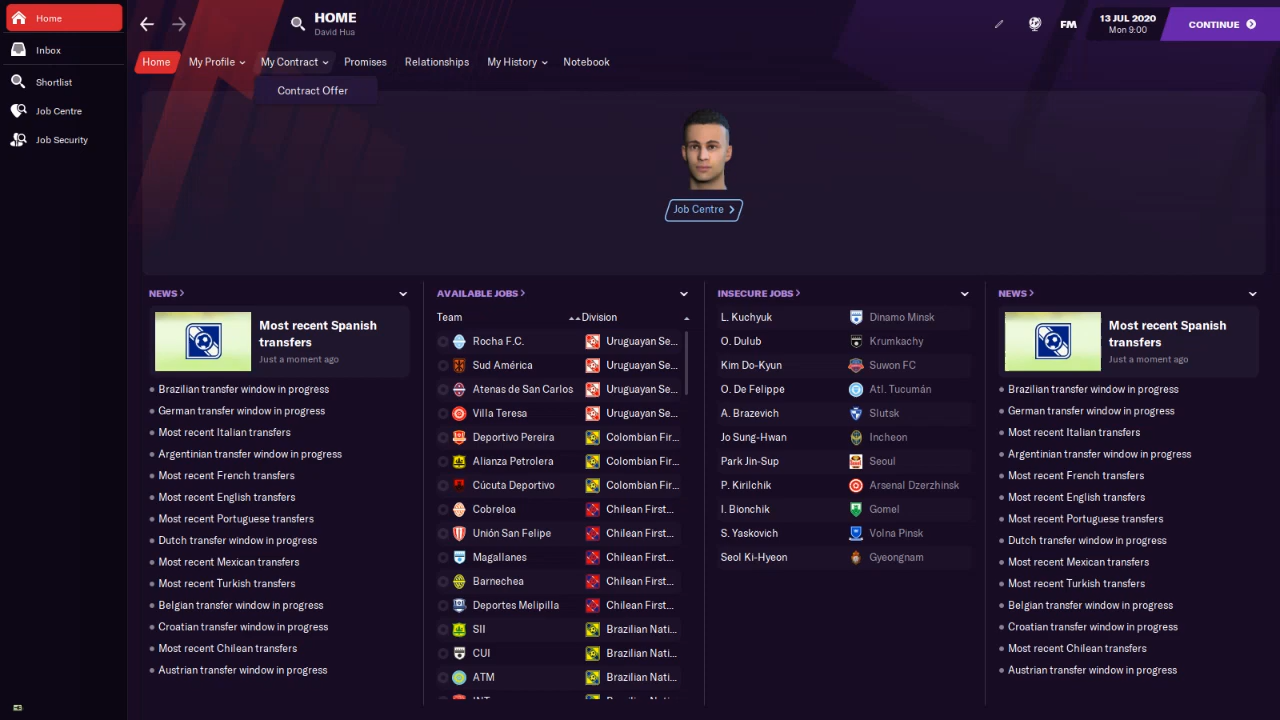 Home
Inbox
Shortlist
Job Centre
Job Security
HOME
David Hua
FM
13 JUL 2020
Mon 9:00
CONTINUE
Home
My Profile
My Contract
Promises
Relationships
My History
Notebook
Contract Offer
Job Centre
NEWS
Most recent Spanish
transfers
Just a moment ago
Brazilian transfer window in progress
German transfer window in progress
Most recent Italian transfers
Argentinian transfer window in progress
Most recent French transfers
Most recent English transfers
Most recent Portuguese transfers
Dutch transfer window in progress
Most recent Mexican transfers
Most recent Turkish transfers
Belgian transfer window in progress
Croatian transfer window in progress
Most recent Chilean transfers
Austrian transfer window in progress
AVAILABLE JOBS
Team Division
Rocha F.C. Uruguayan Se...
Sud América Uruguayan Se...
Atenas de San Carlos Uruguayan Se...
Villa Teresa Uruguayan Se...
Deportivo Pereira Colombian Fir...
Alianza Petrolera Colombian Fir...
Cúcuta Deportivo Colombian Fir...
Cobreloa Chilean First...
Unión San Felipe Chilean First...
Magallanes Chilean First...
Barnechea Chilean First...
Deportes Melipilla Chilean First...
SII Brazilian Nati...
CUI Brazilian Nati...
ATM Brazilian Nati...
INSECURE JOBS
L. Kuchyuk Dinamo Minsk
O. Dulub Krumkachy
Kim Do-Kyun Suwon FC
O. De Felippe Atl. Tucumán
A. Brazevich Slutsk
Jo Sung-Hwan Incheon
Park Jin-Sup Seoul
P. Kirilchik Arsenal Dzerzhinsk
I. Bionchik Gomel
S. Yaskovich Volna Pinsk
Seol Ki-Hyeon Gyeongnam
NEWS
Most recent Spanish
transfers
Just a moment ago
Brazilian transfer window in progress
German transfer window in progress
Most recent Italian transfers
Argentinian transfer window in progress
Most recent French transfers
Most recent English transfers
Most recent Portuguese transfers
Dutch transfer window in progress
Most recent Mexican transfers
Most recent Turkish transfers
Belgian transfer window in progress
Croatian transfer window in progress
Most recent Chilean transfers
Austrian transfer window in progress